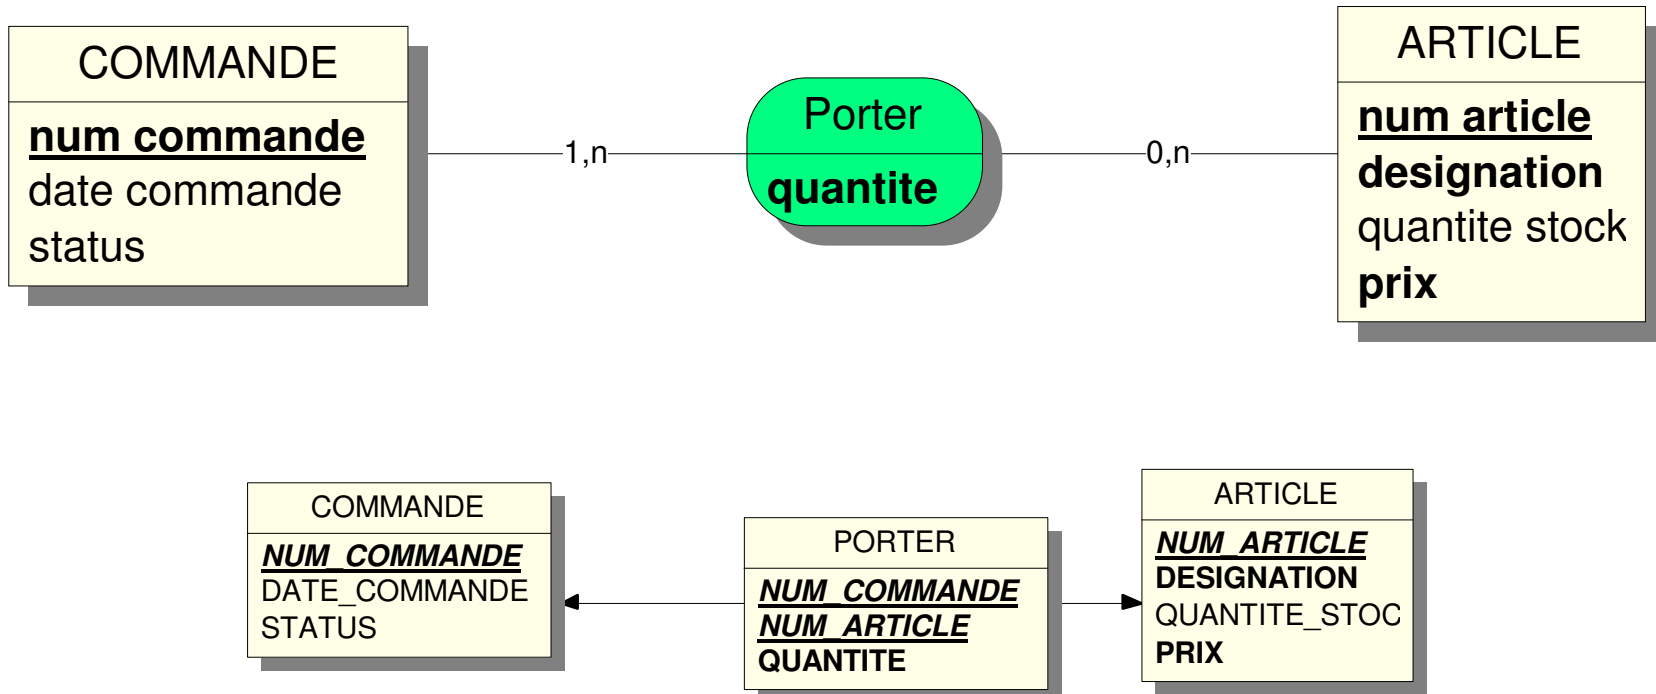 COMMANDE
num commande
date commande
status
1,n
Porter
quantite
0,n
ARTICLE
num article
designation
quantite stock
prix
COMMANDE
NUM_COMMANDE
DATE_COMMANDE
STATUS
PORTER
NUM_COMMANDE
NUM_ARTICLE
QUANTITE
ARTICLE
NUM_ARTICLE
DESIGNATION
QUANTITE_STOC
PRIX